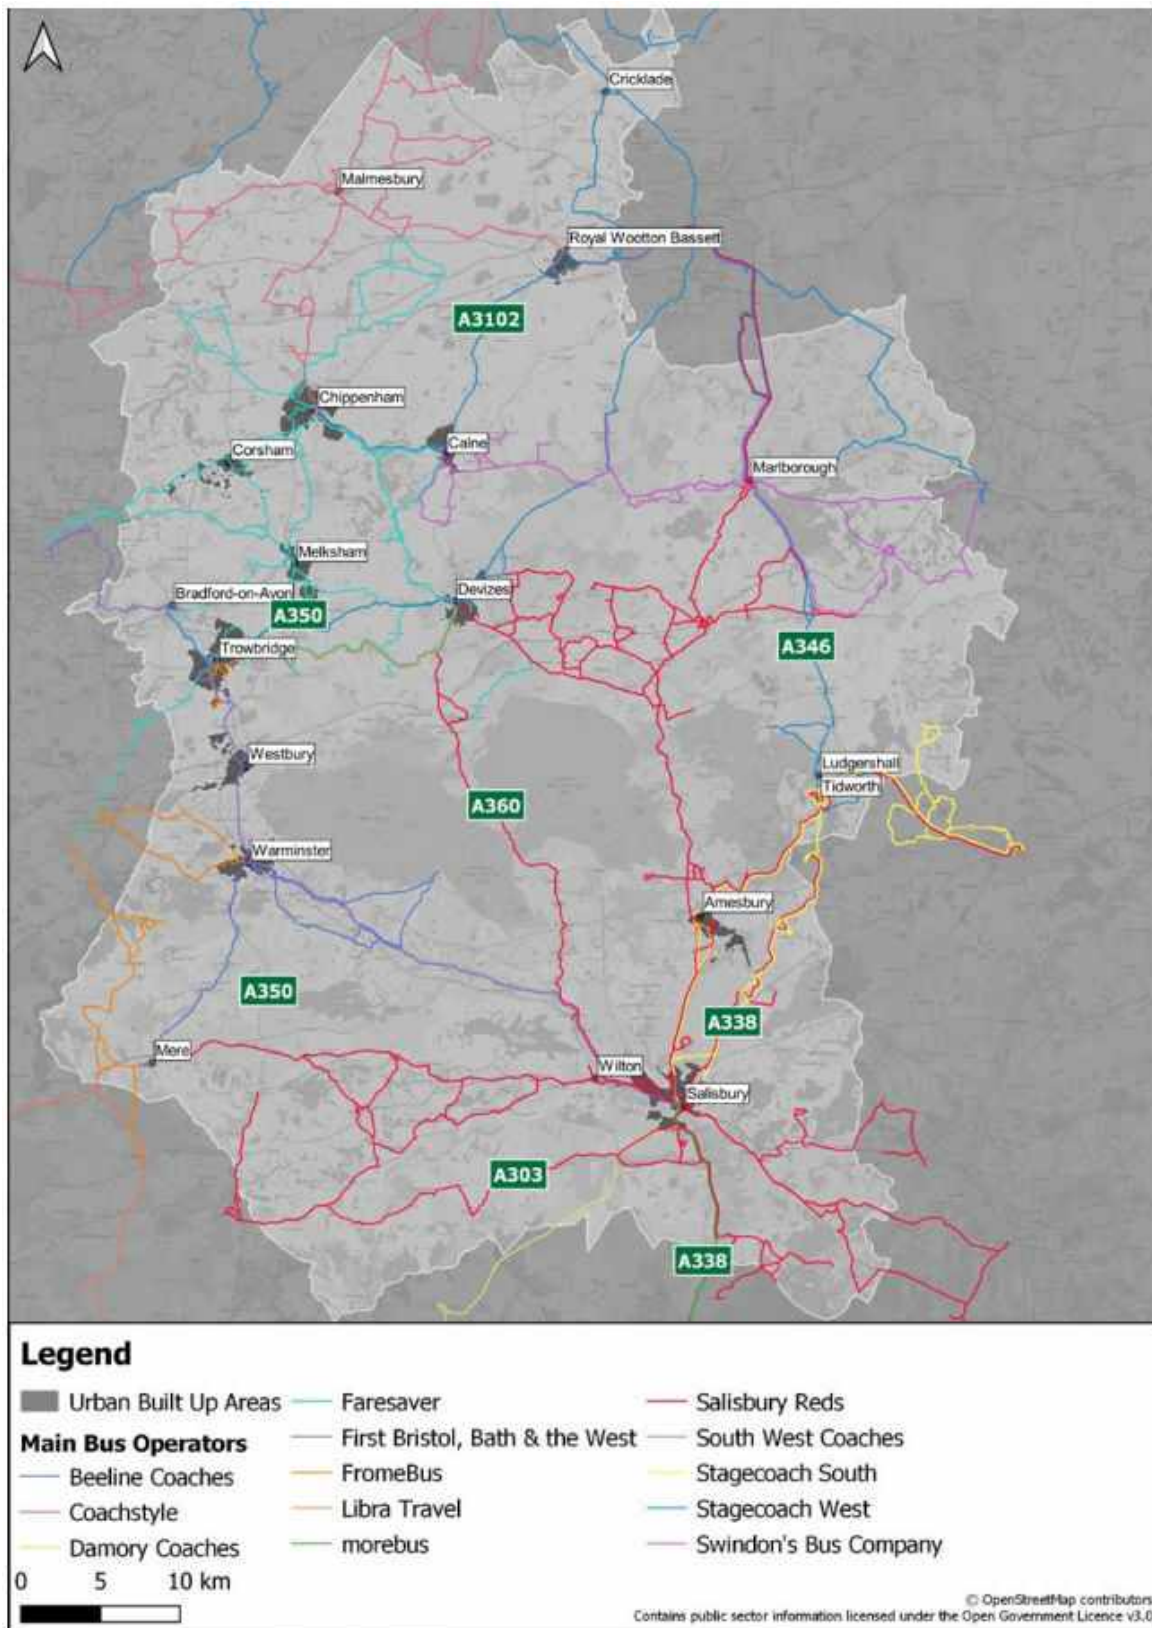 Cricklade
Malmesbury
Royal Wootton Bassett
A3102
Chippenham
Calne
Corsham
Marlborough
Melksham
Devizes
Bradford-on-Avon
A350
Trowbridge
A346
Westbury
Ludgershall
Tidworth
A360
Warminster
Amesbury
A350
A338
Mere
Wilton
Salisbury
A303
A338
Legend
Urban Built Up Areas
Main Bus Operators
Beeline Coaches
Coachstyle
Damory Coaches
Faresaver
First Bristol, Bath & the West
FromeBus
Libra Travel
morebus
Salisbury Reds
South West Coaches
Stagecoach South
Stagecoach West
Swindon's Bus Company
0 5 10 km
© OpenStreetMap contributors
Contains public sector information licensed under the Open Government Licence v3.0